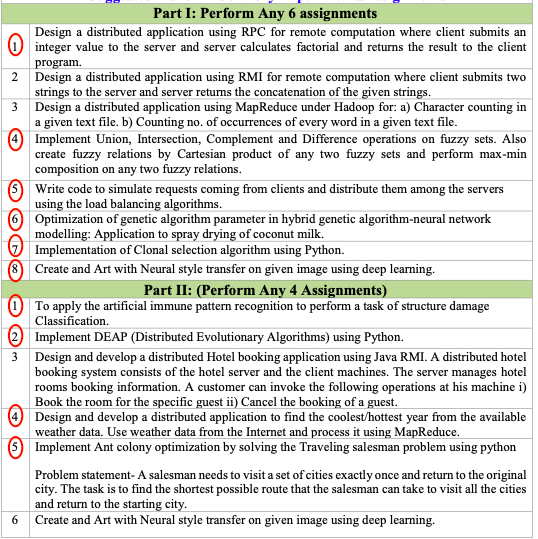 Part I: Perform Any 6 assignments
1 Design a distributed application using RPC for remote computation where client submits an
integer value to the server and server calculates factorial and returns the result to the client
program.
2 Design a distributed application using RMI for remote computation where client submits two
strings to the server and server returns the concatenation of the given strings.
3 Design a distributed application using MapReduce under Hadoop for: a) Character counting in
a given text file. b) Counting no. of occurrences of every word in a given text file.
4 Implement Union, Intersection, Complement and Difference operations on fuzzy sets. Also
create fuzzy relations by Cartesian product of any two fuzzy sets and perform max-min
composition on any two fuzzy relations.
5 Write code to simulate requests coming from clients and distribute them among the servers
using the load balancing algorithms.
6 Optimization of genetic algorithm parameter in hybrid genetic algorithm-neural network
modelling: Application to spray drying of coconut milk.
7 Implementation of Clonal selection algorithm using Python.
8 Create and Art with Neural style transfer on given image using deep learning.
Part II: (Perform Any 4 Assignments)
1 To apply the artificial immune pattern recognition to perform a task of structure damage
Classification.
2 Implement DEAP (Distributed Evolutionary Algorithms) using Python.
3 Design and develop a distributed Hotel booking application using Java RMI. A distributed hotel
booking system consists of the hotel server and the client machines. The server manages hotel
rooms booking information. A customer can invoke the following operations at his machine i)
Book the room for the specific guest ii) Cancel the booking of a guest.
4 Design and develop a distributed application to find the coolest/hottest year from the available
weather data. Use weather data from the Internet and process it using MapReduce.
5 Implement Ant colony optimization by solving the Traveling salesman problem using python
Problem statement- A salesman needs to visit a set of cities exactly once and return to the original
city. The task is to find the shortest possible route that the salesman can take to visit all the cities
and return to the starting city.
6 Create and Art with Neural style transfer on given image using deep learning.